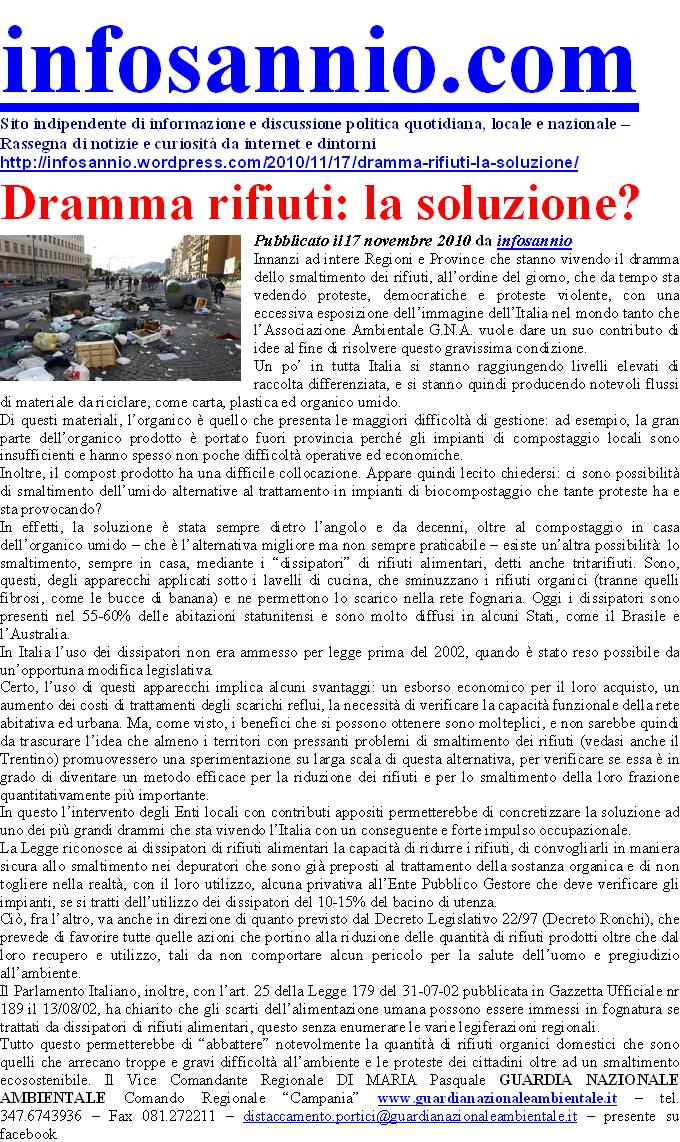 infosannio.com
Sito indipendente di informazione e discussione politica quotidiana, locale e nazionale –
Rassegna di notizie e curiosità da internet e dintorni
http://infosannio.wordpress.com/2010/11/17/dramma-rifiuti-la-soluzione/
Dramma rifiuti: la soluzione?
Pubblicato il 17 novembre 2010 da infosannio
Innanzi ad intere Regioni e Province che stanno vivendo il dramma
dello smaltimento dei rifiuti, all’ordine del giorno, che da tempo sta
vedendo proteste, democratiche e proteste violente, con una
eccessiva esposizione dell’immagine dell’Italia nel mondo tanto che
l’Associazione Ambientale G.N.A. vuole dare un suo contributo di
idee al fine di risolvere questo gravissima condizione.
Un po’ in tutta Italia si stanno raggiungendo livelli elevati di
raccolta differenziata, e si stanno quindi producendo notevoli flussi
di materiale da riciclare, come carta, plastica ed organico umido.
Di questi materiali, l’organico è quello che presenta le maggiori difficoltà di gestione: ad esempio, la gran
parte dell’organico prodotto è portato fuori provincia perché gli impianti di compostaggio locali sono
insufficienti e hanno spesso non poche difficoltà operative ed economiche.
Inoltre, il compost prodotto ha una difficile collocazione. Appare quindi lecito chiedersi: ci sono possibilità
di smaltimento dell’umido alternative al trattamento in impianti di biocompostaggio che tante proteste ha e
sta provocando?
In effetti, la soluzione è stata sempre dietro l’angolo e da decenni, oltre al compostaggio in casa
dell’organico umido – che è l’alternativa migliore ma non sempre praticabile – esiste un’altra possibilità: lo
smaltimento, sempre in casa, mediante i “dissipatori” di rifiuti alimentari, detti anche tritarifiuti. Sono,
questi, degli apparecchi applicati sotto i lavelli di cucina, che sminuzzano i rifiuti organici (tranne quelli
fibrosi, come le bucce di banana) e ne permettono lo scarico nella rete fognaria. Oggi i dissipatori sono
presenti nel 55-60% delle abitazioni statunitensi e sono molto diffusi in alcuni Stati, come il Brasile e
l’Australia.
In Italia l’uso dei dissipatori non era ammesso per legge prima del 2002, quando è stato reso possibile da
un’opportuna modifica legislativa.
Certo, l’uso di questi apparecchi implica alcuni svantaggi: un esborso economico per il loro acquisto, un
aumento dei costi di trattamenti degli scarichi reflui, la necessità di verificare la capacità funzionale della rete
abitativa ed urbana. Ma, come visto, i benefici che si possono ottenere sono molteplici, e non sarebbe quindi
da trascurare l’idea che almeno i territori con pressanti problemi di smaltimento dei rifiuti (vedasi anche il
Trentino) promuovessero una sperimentazione su larga scala di questa alternativa, per verificare se essa è in
grado di diventare un metodo efficace per la riduzione dei rifiuti e per lo smaltimento della loro frazione
quantitativamente più importante.
In questo l’intervento degli Enti locali con contributi appositi permetterebbe di concretizzare la soluzione ad
uno dei più grandi drammi che sta vivendo l’Italia con un conseguente e forte impulso occupazionale.
La Legge riconosce ai dissipatori di rifiuti alimentari la capacità di ridurre i rifiuti, di convogliarli in maniera
sicura allo smaltimento nei depuratori che sono già preposti al trattamento della sostanza organica e di non
togliere nella realtà, con il loro utilizzo, alcuna privativa all’Ente Pubblico Gestore che deve verificare gli
impianti, se si tratti dell’utilizzo dei dissipatori del 10-15% del bacino di utenza.
Ciò, fra l’altro, va anche in direzione di quanto previsto dal Decreto Legislativo 22/97 (Decreto Ronchi), che
prevede di favorire tutte quelle azioni che portino alla riduzione delle quantità di rifiuti prodotti oltre che dal
loro recupero e utilizzo, tali da non comportare alcun pericolo per la salute dell’uomo e pregiudizio
all’ambiente.
Il Parlamento Italiano, inoltre, con l’art. 25 della Legge 179 del 31-07-02 pubblicata in Gazzetta Ufficiale nr
189 il 13/08/02, ha chiarito che gli scarti dell’alimentazione umana possono essere immessi in fognatura se
trattati da dissipatori di rifiuti alimentari, questo senza enumerare le varie legiferazioni regionali.
Tutto questo permetterebbe di “abbattere” notevolmente la quantità di rifiuti organici domestici che sono
quelli che arrecano troppe e gravi difficoltà all’ambiente e le proteste dei cittadini oltre ad un smaltimento
ecosostenibile. Il Vice Comandante Regionale DI MARIA Pasquale GUARDIA NAZIONALE
AMBIENTALE Comando Regionale “Campania” www.guardianazionaleambientale.it – tel.
347.6743936 – Fax 081.272211 – distaccamento.portici@guardianazionaleambientale.it – presente su
facebook